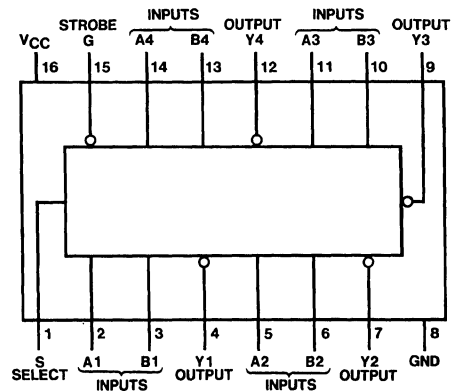 INPUTS INPUTS
STROBE OUTPUT OUTPUT
VCC G A4 B4 Y4 A3 B3 Y3
16 15 14 13 12 11 10 9
1 2 3 4 5 6 7 8
S A1 B1 Y1 A2 B2 Y2 GND
SELECT INPUTS OUTPUT INPUTS OUTPUT